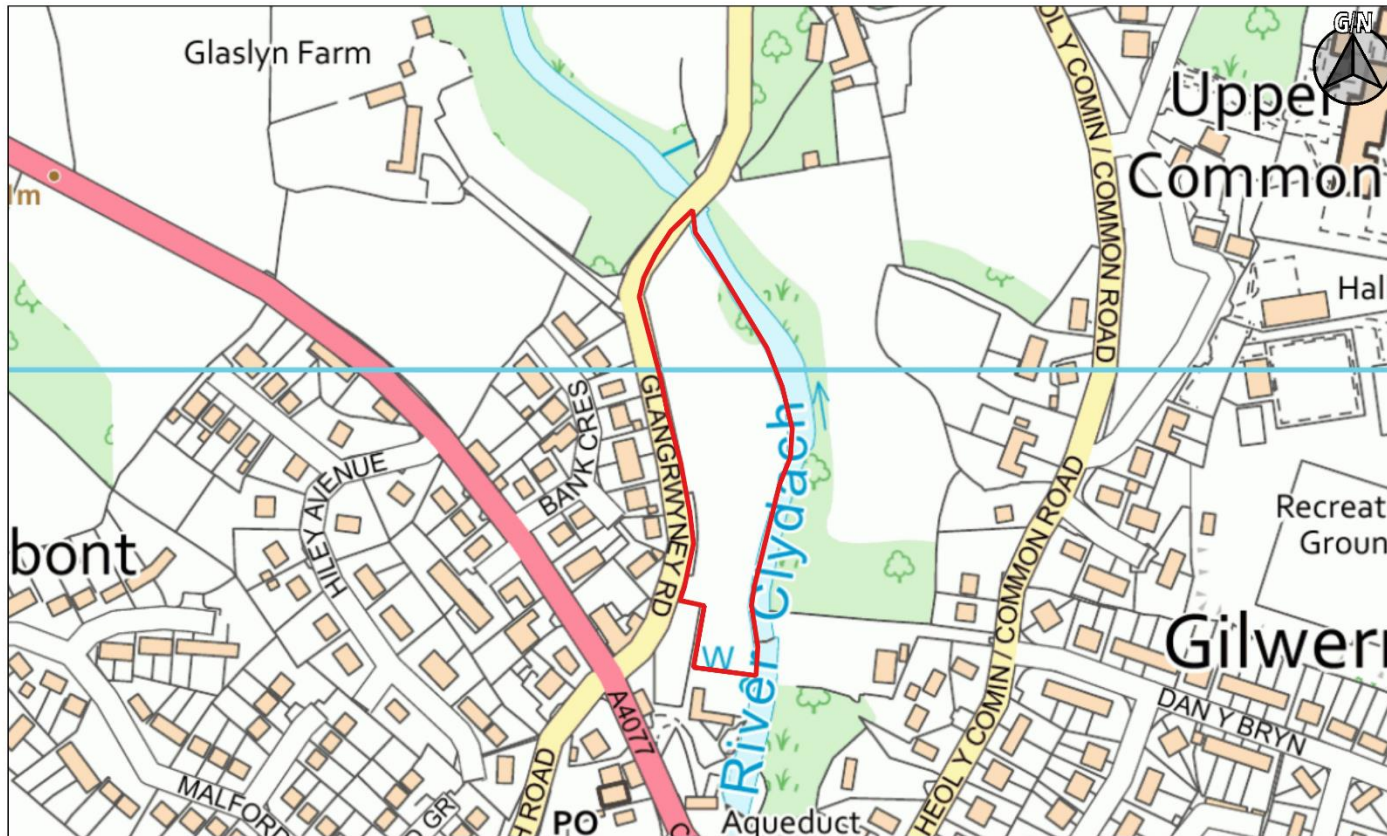 G/N
Glaslyn Farm
Upper
Common
HEOL Y COMIN / COMMON ROAD
Hal
GLANGRWYNEY RD
BANK CRES
HILEY AVENUE
River Clydach
Recreat
Groun
bont
HEOL Y COMIN / COMMON ROAD
Gilwern
W
A4077
DAN Y BRYN
MALFORD
GR
H ROAD
PO
Aqueduct
C